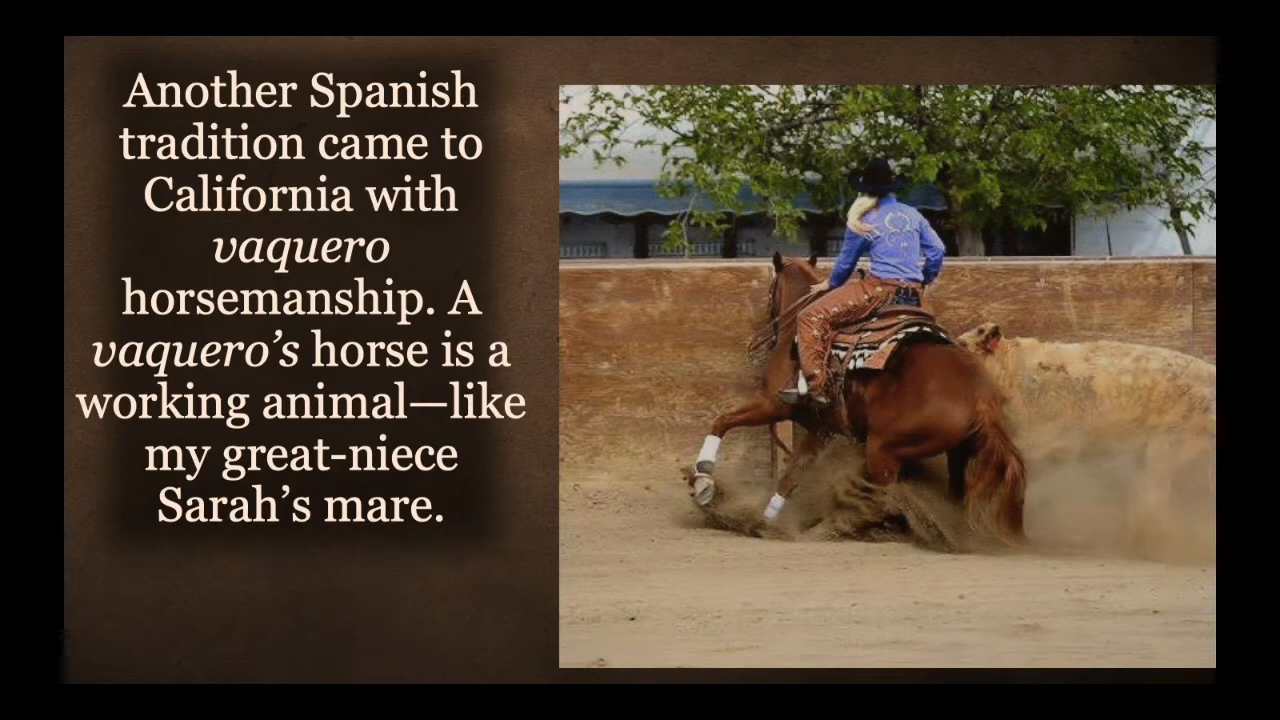 Another Spanish
tradition came to
California with
vaquero
horsemanship. A
vaquero’s horse is a
working animal—like
my great-niece
Sarah’s mare.